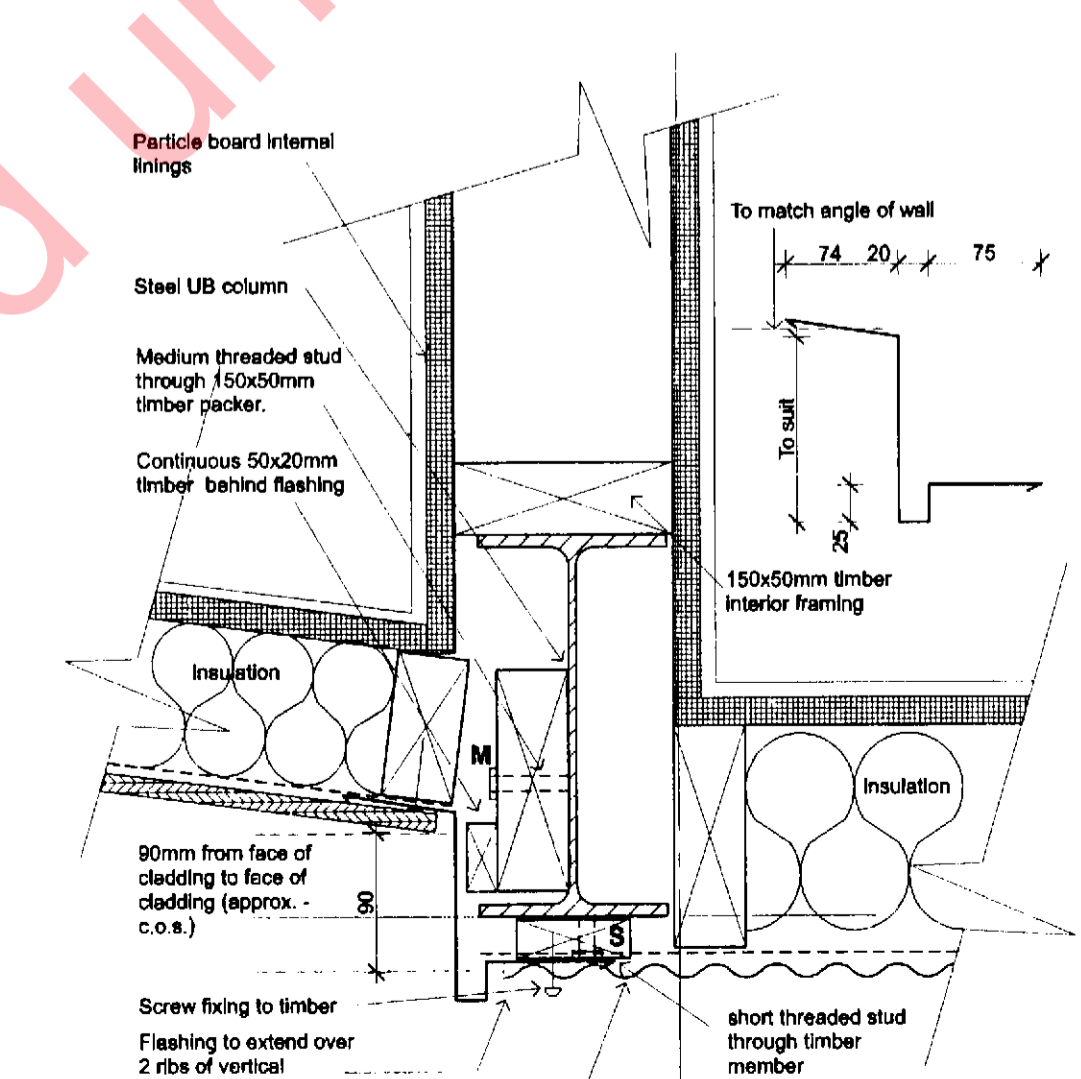 Particle board internal
linings
To match angle of wall
74 20 75
Steel UB column
Medium threaded stud
through 150x50mm
timber packer.
To suit
Continuous 50x20mm
timber behind flashing
25
150x50mm timber
interior framing
Insulation
M
Insulation
90mm from face of
cladding to face of
cladding (approx. -
c.o.s.)
90
S
Screw fixing to timber
Flashing to extend over
2 ribs of vertical
short threaded stud
through timber
member